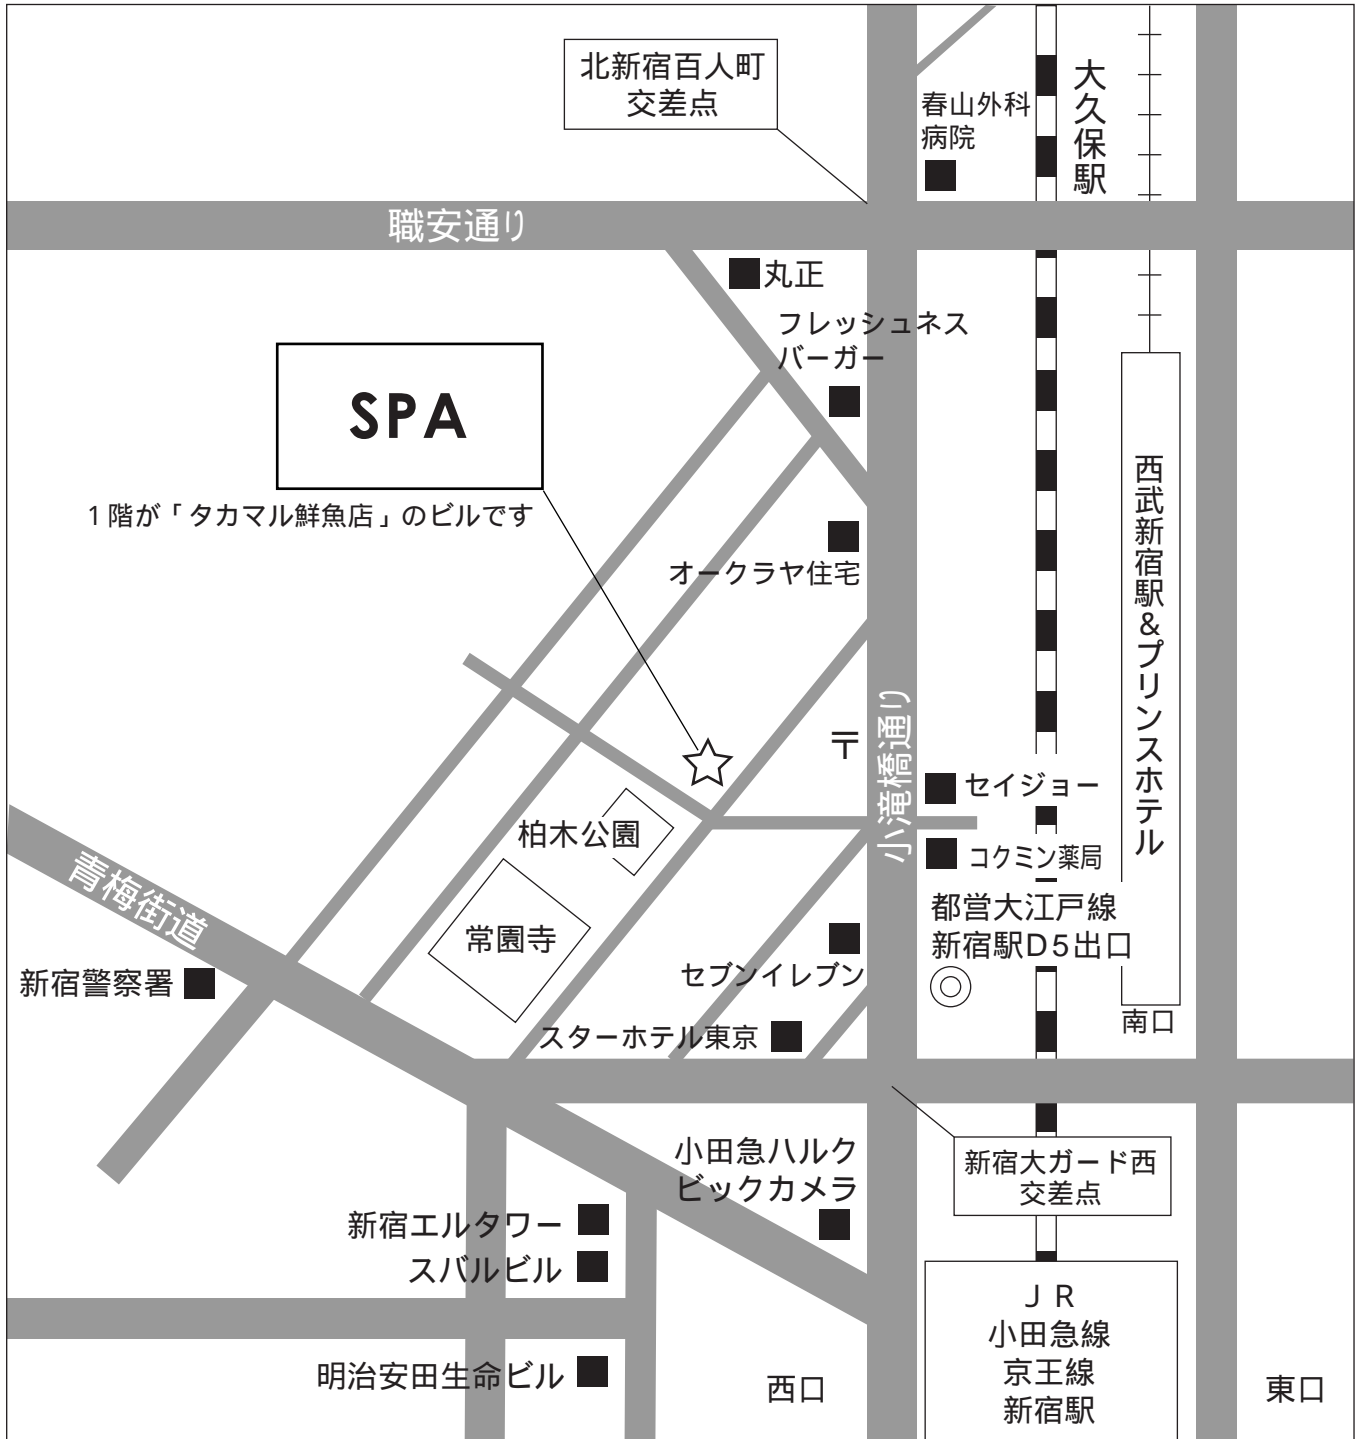 北新宿百人町
交差点
春山外科
病院
大久保駅
職安通り
丸正
フレッシュネス
バーガー
SPA
1階が「タカマル鮮魚店」のビルです
オークラヤ住宅
西武新宿駅&プリンスホテル
小滝橋通り
〒
セイジョー
コクミン薬局
柏木公園
都営大江戸線
新宿駅D5出口
青梅街道
常園寺
セブンイレブン
新宿警察署
南口
スターホテル東京
小田急ハルク
ビックカメラ
新宿大ガード西
交差点
新宿エルタワー
スバルビル
JR
小田急線
京王線
新宿駅
明治安田生命ビル
西口
東口